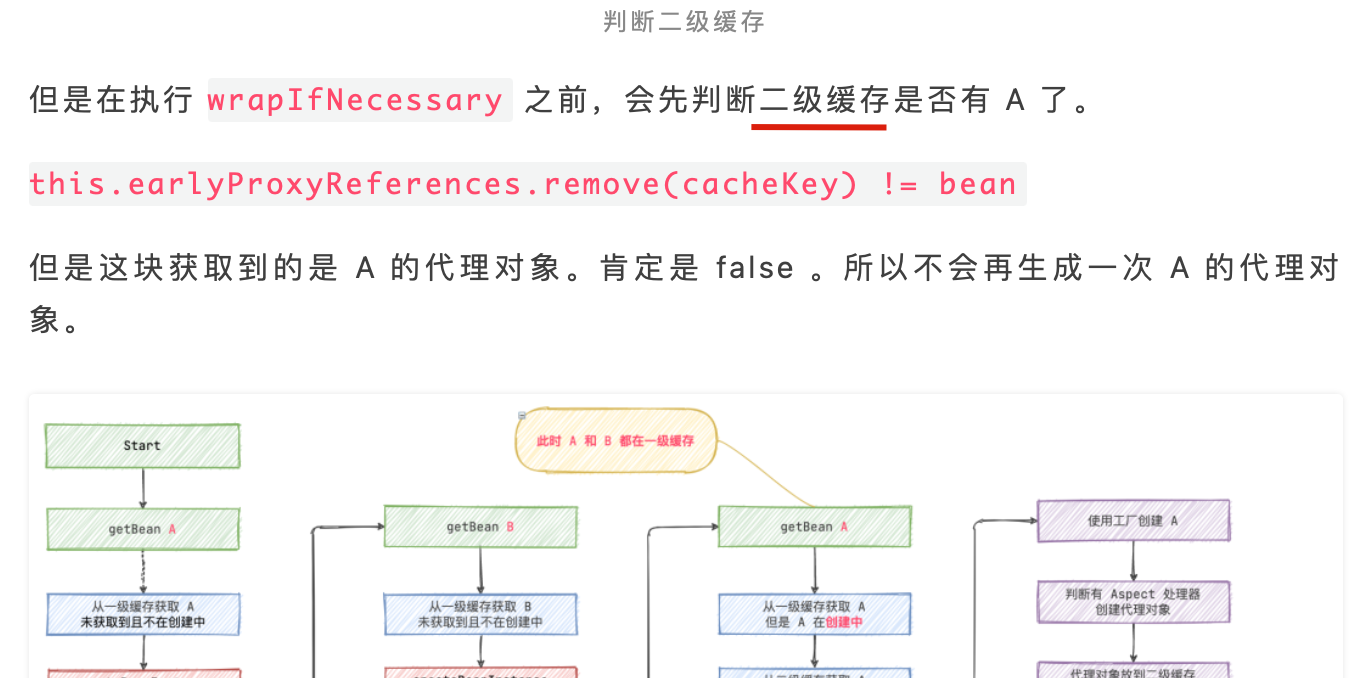 判断二级缓存
但是在执行 wrapIfNecessary 之前，会先判断二级缓存是否有 A 了。
this.earlyProxyReferences.remove(cacheKey) != bean
但是这块获取到的是 A 的代理对象。肯定是 false 。所以不会再生成一次 A 的代理对
象。
此时 A 和 B 都在一级缓存
Start
getBean A
getBean B
getBean A
使用工厂创建 A
从一级缓存获取 A
未获取到且不在创建中
从一级缓存获取 B
未获取到且不在创建中
从一级缓存获取 A
但是 A 在创建中
判断有 Aspect 处理器
创建代理对象
代理对象放到二级缓存